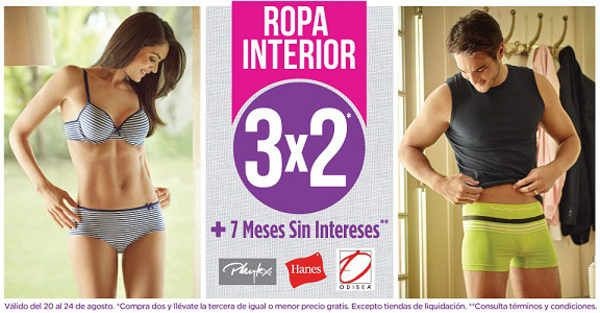 ROPA
INTERIOR
3x2*
+ 7 Meses Sin Intereses**
Playtex
Hanes
ODISEA
Válido del 20 al 24 de agosto. *Compra dos y llévate la tercera de igual o menor precio gratis. Excepto tiendas de liquidación. **Consulta términos y condiciones.